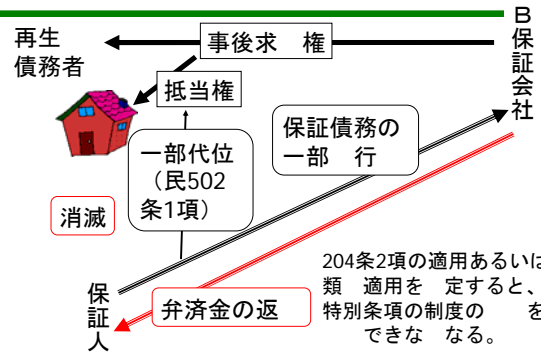 再生
債務者
事後求 権
B
保
証
会
社
抵当権
保証債務の
一部 行
一部代位
（民502
条1項）
消滅
204条2項の適用あるいは
類 適用を 定すると、
特別条項の制度の を
できな なる。
保
証
人
弁済金の返